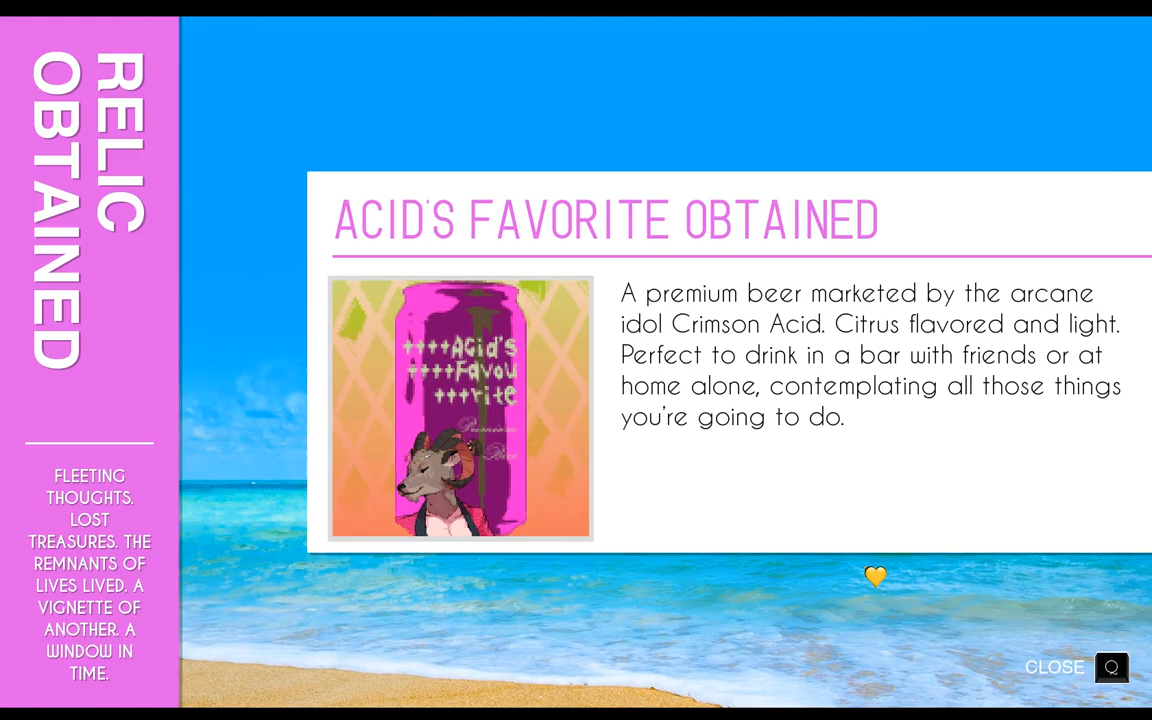 RELIC
OBTAINED
FLEETING
THOUGHTS.
LOST
TREASURES. THE
REMNANTS OF
LIVES LIVED. A
VIGNETTE OF
ANOTHER. A
WINDOW IN
TIME.
ACID'S FAVORITE OBTAINED
++++Acid's
++++Favou
+++rite
A premium beer marketed by the arcane
idol Crimson Acid. Citrus flavored and light.
Perfect to drink in a bar with friends or at
home alone, contemplating all those things
you're going to do.
CLOSE Q